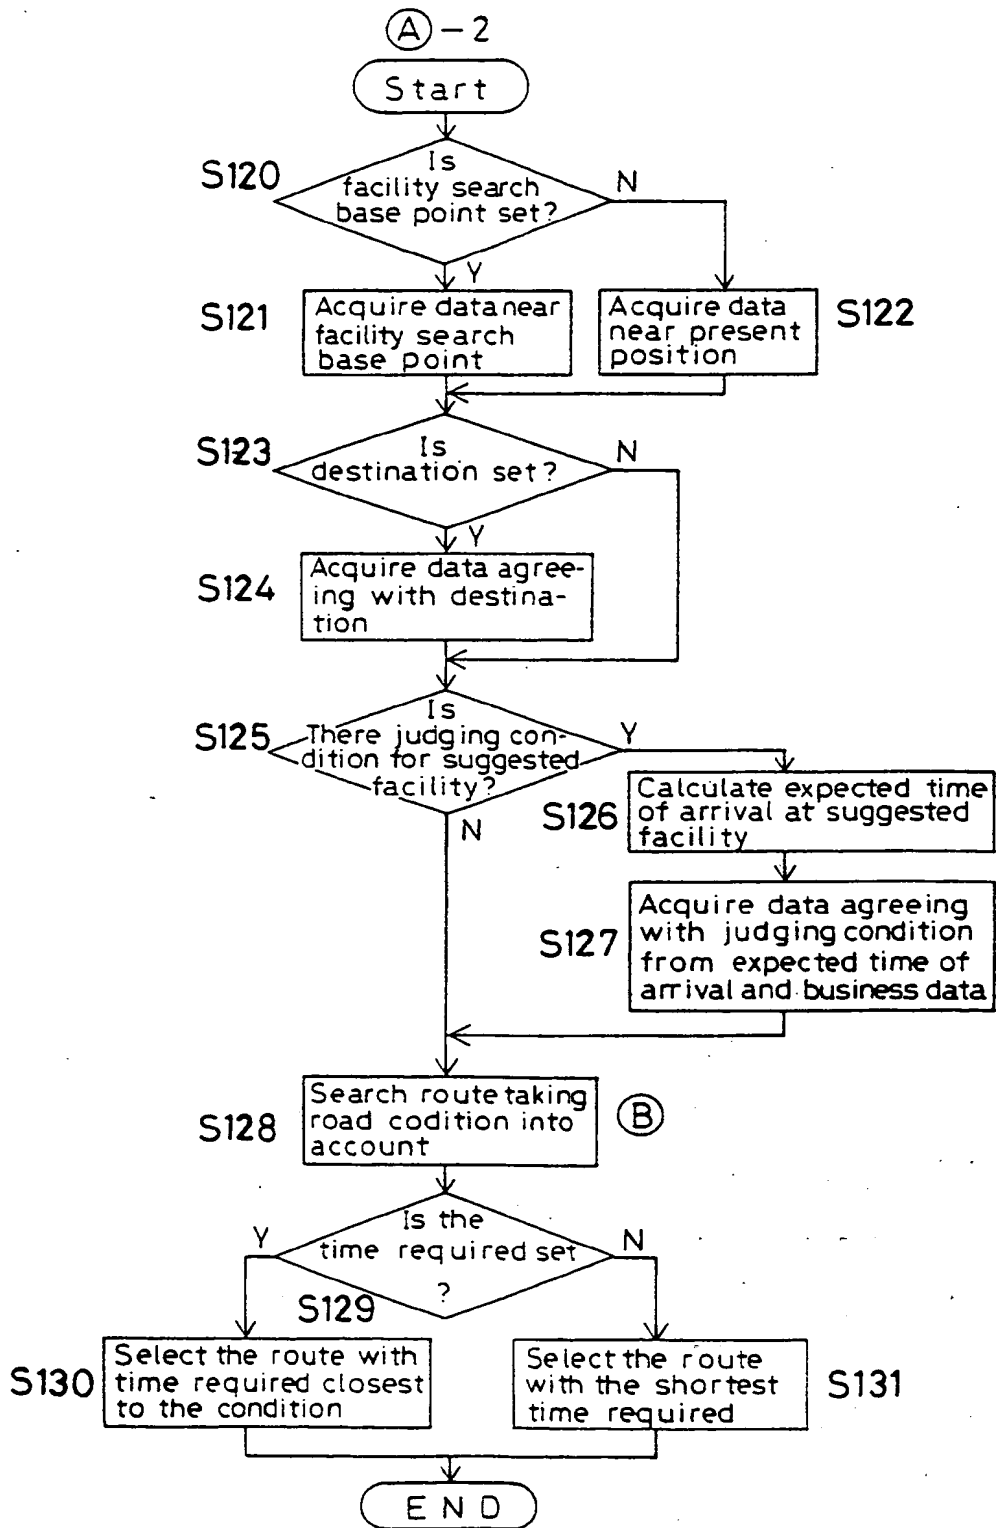 A - 2
Start
S120
Is
facility search
base point set?
N
Y
S121
Acquire data near
facility search
base point
Acquire data
near present
position
S122
S123
Is
destination set?
N
Y
S124
Acquire data agree-
ing with destina-
tion
S125
Is
There judging con-
dition for suggested
facility?
Y
N
S126
Calculate expected time
of arrival at suggested
facility
S127
Acquire data agreeing
with judging condition
from expected time of
arrival and business data
S128
Search route taking
road codition into
account
B
Is the
time required set
?
Y
N
S129
S130
Select the route with
time required closest
to the condition
Select the route
with the shortest
time required
S131
END